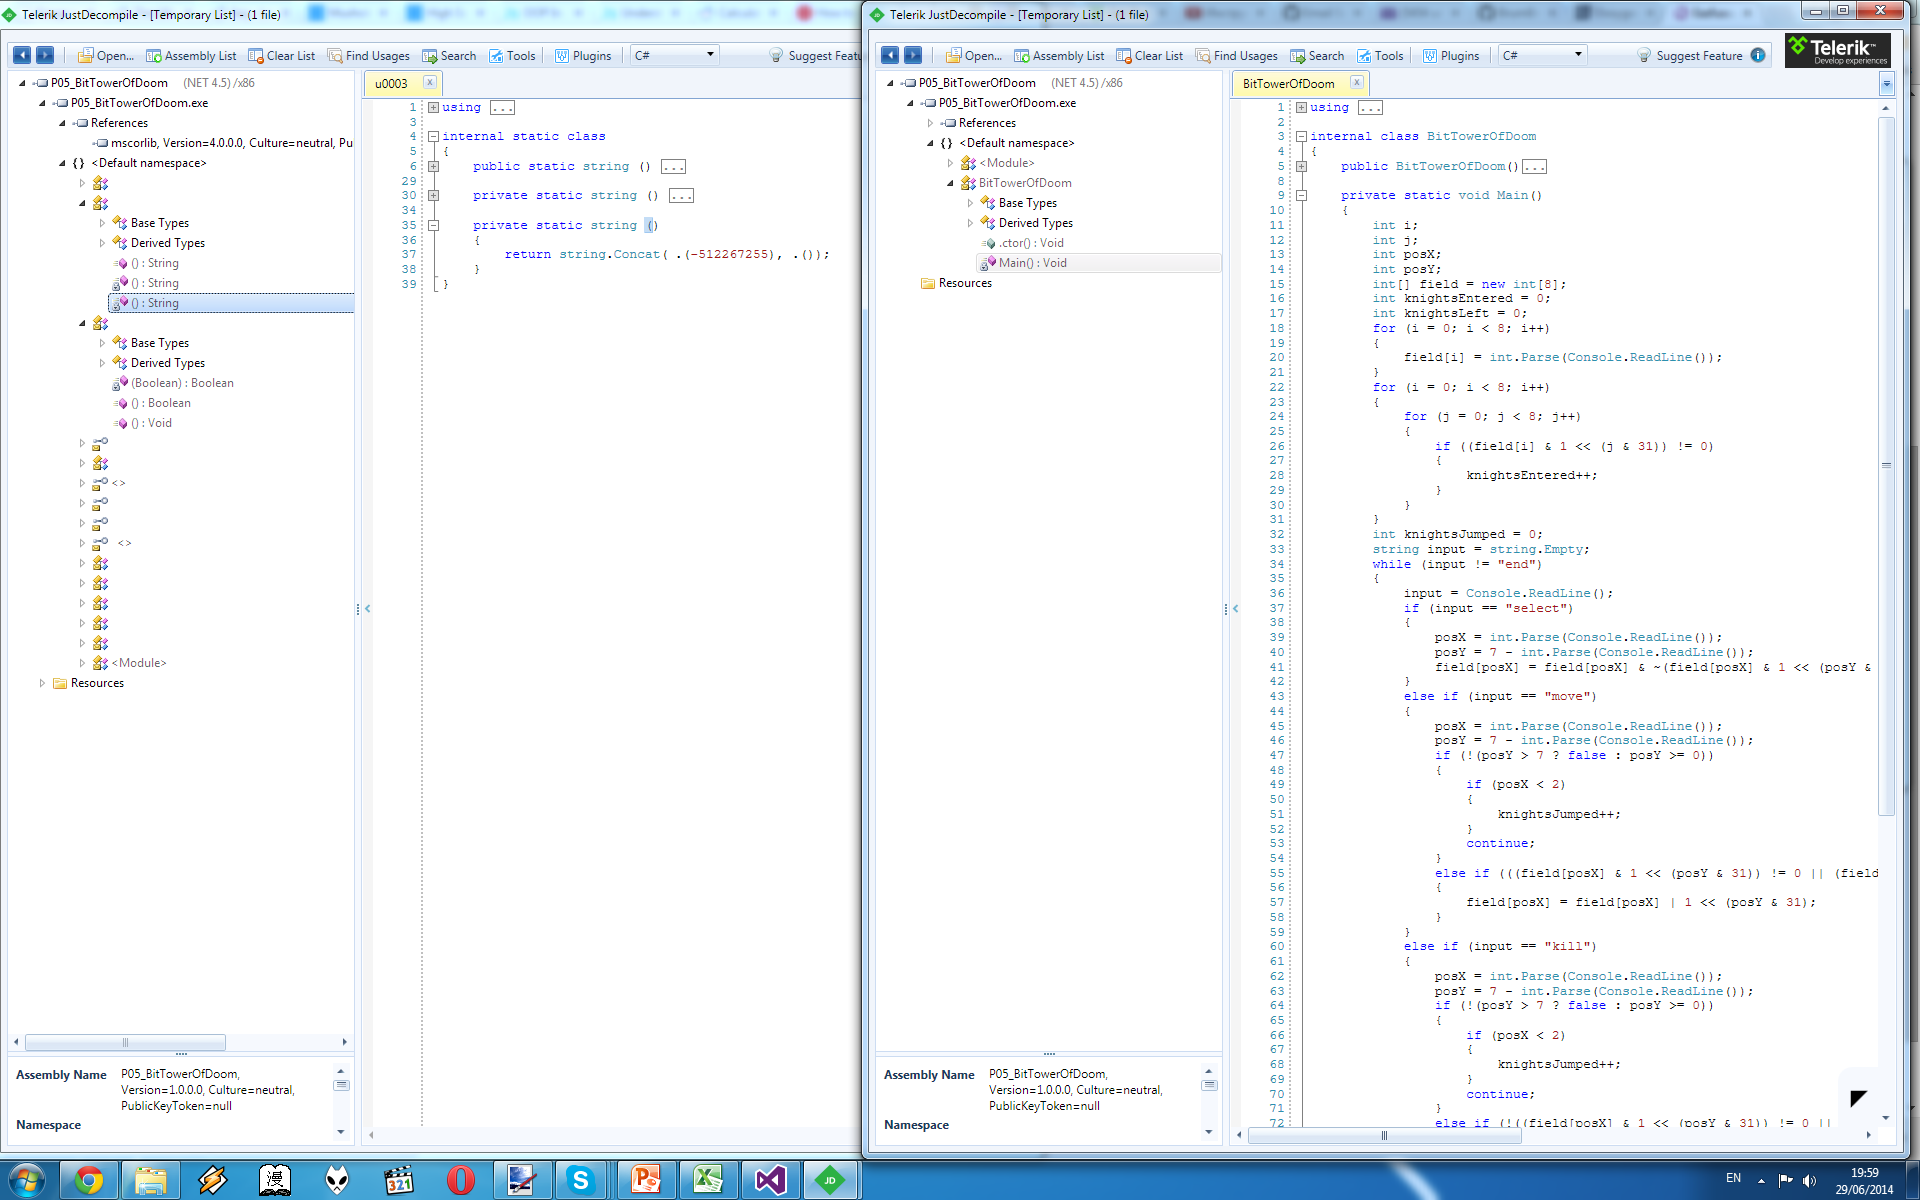 Telerik JustDecompile - [Temporary List] - (1 file)
Open... Assembly List Clear List Find Usages Search Tools Plugins C# Suggest Featu
P05_BitTowerOfDoom (NET 4.5)/x86
P05_BitTowerOfDoom.exe
References
mscorlib, Version=4.0.0.0, Culture=neutral, Pu
{} <Default namespace>
Base Types
Derived Types
() : String
() : String
() : String
Base Types
Derived Types
(Boolean) : Boolean
() : Boolean
() : Void
<>
<>
<Module>
Resources
Assembly Name P05_BitTowerOfDoom,
Version=1.0.0.0, Culture=neutral,
PublicKeyToken=null
Namespace
u0003
1 using ...
3
4 internal static class
5 {
6 public static string () ...
29
30 private static string () ...
34
35 private static string ()
36 {
37 return string.Concat( .(-512267255), .());
38 }
39 }
Telerik JustDecompile - [Temporary List] - (1 file)
Open... Assembly List Clear List Find Usages Search Tools Plugins C# Suggest Feature
Telerik
Develop experiences
P05_BitTowerOfDoom (NET 4.5)/x86
P05_BitTowerOfDoom.exe
References
{} <Default namespace>
<Module>
BitTowerOfDoom
Base Types
Derived Types
.ctor() : Void
Main() : Void
Resources
Assembly Name P05_BitTowerOfDoom,
Version=1.0.0.0, Culture=neutral,
PublicKeyToken=null
Namespace
BitTowerOfDoom
1 using ...
2
3 internal class BitTowerOfDoom
4 {
5 public BitTowerOfDoom() ...
8
9 private static void Main()
10 {
11 int i;
12 int j;
13 int posX;
14 int posY;
15 int[] field = new int[8];
16 int knightsEntered = 0;
17 int knightsLeft = 0;
18 for (i = 0; i < 8; i++)
19 {
20 field[i] = int.Parse(Console.ReadLine());
21 }
22 for (i = 0; i < 8; i++)
23 {
24 for (j = 0; j < 8; j++)
25 {
26 if ((field[i] & 1 << (j & 31)) != 0)
27 {
28 knightsEntered++;
29 }
30 }
31 }
32 int knightsJumped = 0;
33 string input = string.Empty;
34 while (input != "end")
35 {
36 input = Console.ReadLine();
37 if (input == "select")
38 {
39 posX = int.Parse(Console.ReadLine());
40 posY = 7 - int.Parse(Console.ReadLine());
41 field[posX] = field[posX] & ~(field[posX] & 1 << (posY &
42 }
43 else if (input == "move")
44 {
45 posX = int.Parse(Console.ReadLine());
46 posY = 7 - int.Parse(Console.ReadLine());
47 if (!(posY > 7 ? false : posY >= 0))
48 {
49 if (posX < 2)
50 {
51 knightsJumped++;
52 }
53 continue;
54 }
55 else if (((field[posX] & 1 << (posY & 31)) != 0 || (field
56 {
57 field[posX] = field[posX] | 1 << (posY & 31);
58 }
59 }
60 else if (input == "kill")
61 {
62 posX = int.Parse(Console.ReadLine());
63 posY = 7 - int.Parse(Console.ReadLine());
64 if (!(posY > 7 ? false : posY >= 0))
65 {
66 if (posX < 2)
67 {
68 knightsJumped++;
69 }
70 continue;
71 }
72 else if (!((field[posX] & 1 << (posY & 31)) != 0 ||
EN
19:59
29/06/2014